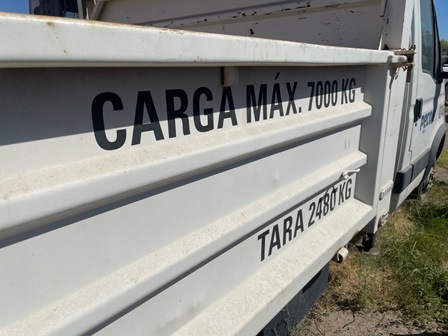 CARGA MÁX. 7000 KG
TARA 2480 KG